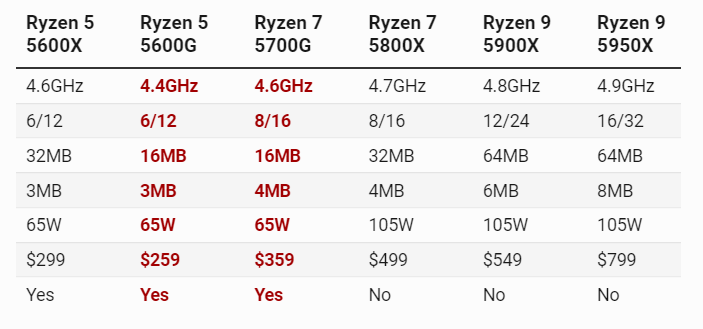 Ryzen 5 5600X Ryzen 5 5600G Ryzen 7 5700G Ryzen 7 5800X Ryzen 9 5900X Ryzen 9 5950X
4.6GHz 4.4GHz 4.6GHz 4.7GHz 4.8GHz 4.9GHz
6/12 6/12 8/16 8/16 12/24 16/32
32MB 16MB 16MB 32MB 64MB 64MB
3MB 3MB 4MB 4MB 6MB 8MB
65W 65W 65W 105W 105W 105W
$299 $259 $359 $499 $549 $799
Yes Yes Yes No No No